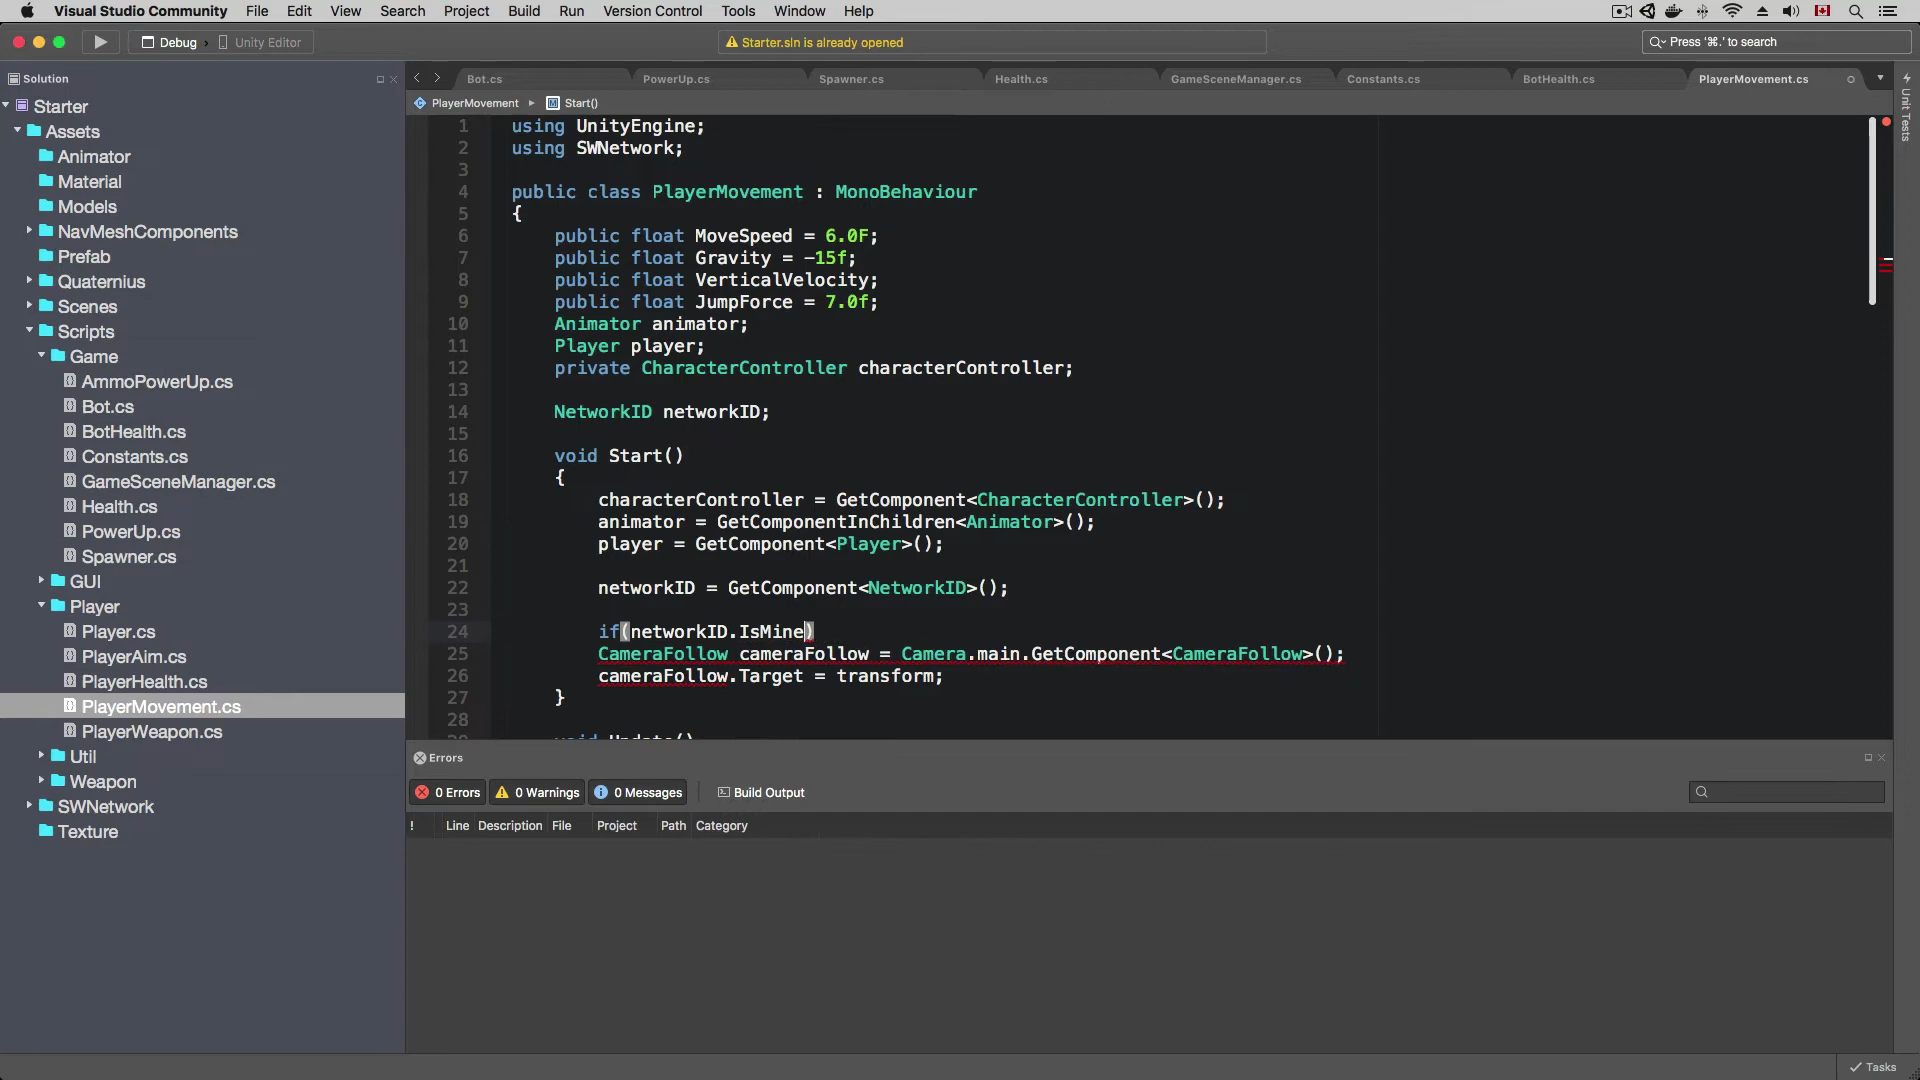 Visual Studio Community File Edit View Search Project Build Run Version Control Tools Window Help
Debug › Unity Editor
Starter.sln is already opened
Press '⌘.' to search
Solution
Starter
Assets
Animator
Material
Models
NavMeshComponents
Prefab
Quaternius
Scenes
Scripts
Game
AmmoPowerUp.cs
Bot.cs
BotHealth.cs
Constants.cs
GameSceneManager.cs
Health.cs
PowerUp.cs
Spawner.cs
GUI
Player
Player.cs
PlayerAim.cs
PlayerHealth.cs
PlayerMovement.cs
PlayerWeapon.cs
Util
Weapon
SWNetwork
Texture
Bot.cs PowerUp.cs Spawner.cs Health.cs GameSceneManager.cs Constants.cs BotHealth.cs PlayerMovement.cs
PlayerMovement ▸ Start()
1 using UnityEngine;
2 using SWNetwork;
3
4 public class PlayerMovement : MonoBehaviour
5 {
6 public float MoveSpeed = 6.0F;
7 public float Gravity = -15f;
8 public float VerticalVelocity;
9 public float JumpForce = 7.0f;
10 Animator animator;
11 Player player;
12 private CharacterController characterController;
13
14 NetworkID networkID;
15
16 void Start()
17 {
18 characterController = GetComponent<CharacterController>();
19 animator = GetComponentInChildren<Animator>();
20 player = GetComponent<Player>();
21
22 networkID = GetComponent<NetworkID>();
23
24 if(networkID.IsMine)
25 CameraFollow cameraFollow = Camera.main.GetComponent<CameraFollow>();
26 cameraFollow.Target = transform;
27 }
28
29 void Update()
Unit Tests
Errors
0 Errors 0 Warnings 0 Messages Build Output
! Line Description File Project Path Category
Tasks